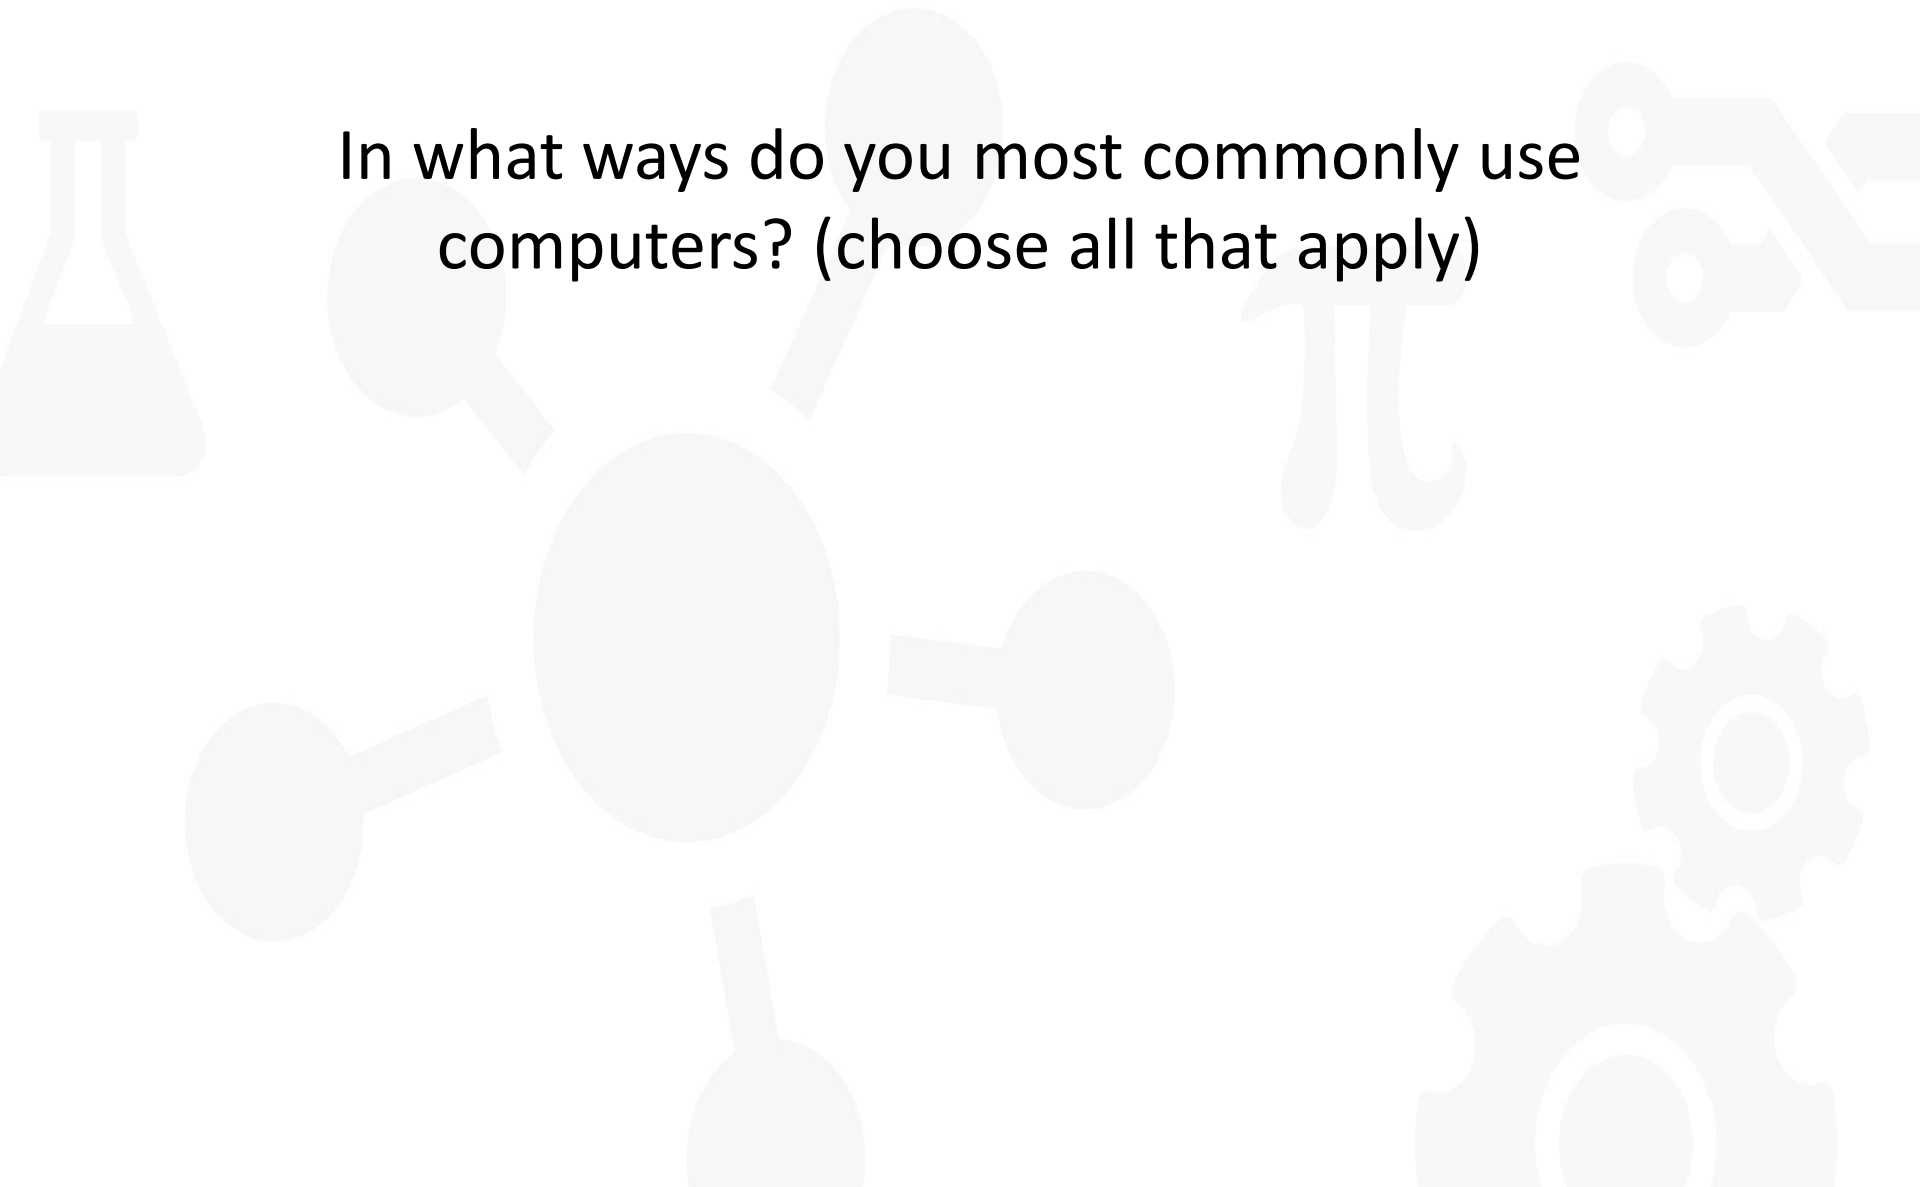 In what ways do you most commonly use
computers? (choose all that apply)
π